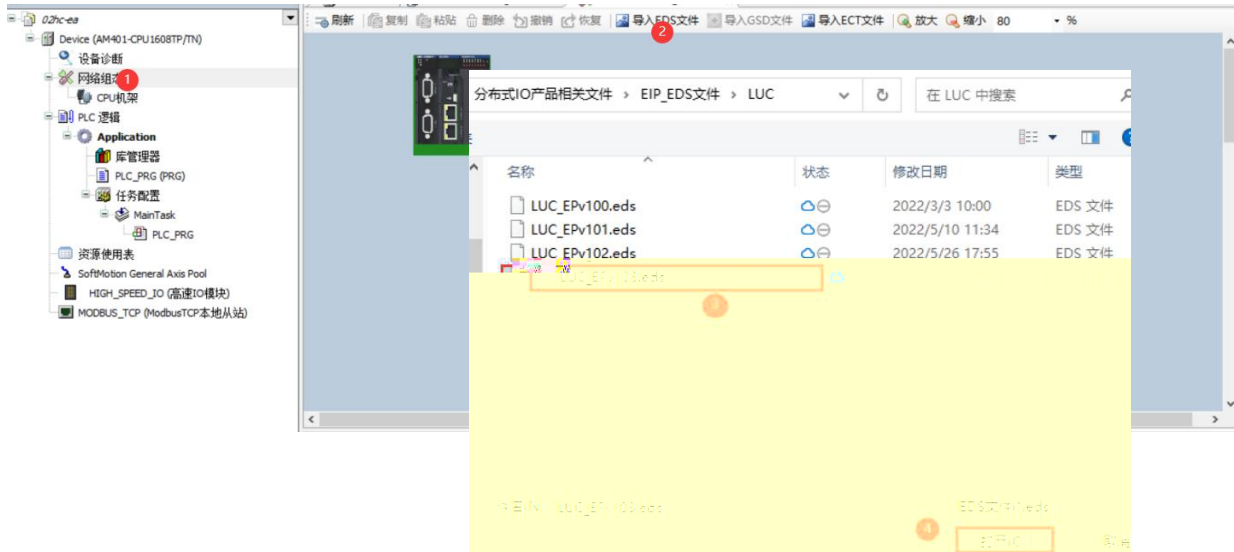 02hc-ea
Device (AM401-CPU1608TP/TN)
设备诊断
网络组
1
CPU机架
PLC 逻辑
Application
库管理器
PLC_PRG (PRG)
任务配置
MainTask
PLC_PRG
资源使用表
SoftMotion General Axis Pool
HIGH_SPEED_IO (高速IO模块)
MODBUS_TCP (ModbusTCP本地从站)
刷新 复制 粘贴 删除 撤销 恢复 导入EDS文件 导入GSD文件 导入ECT文件 放大 缩小 80 %
2
分布式IO产品相关文件 › EIP_EDS文件 › LUC 在 LUC 中搜索
名称 状态 修改日期 类型
LUC_EPv100.eds 2022/3/3 10:00 EDS 文件
LUC_EPv101.eds 2022/5/10 11:34 EDS 文件
LUC_EPv102.eds 2022/5/26 17:55 EDS 文件
LUC_EPv103.eds
3
4